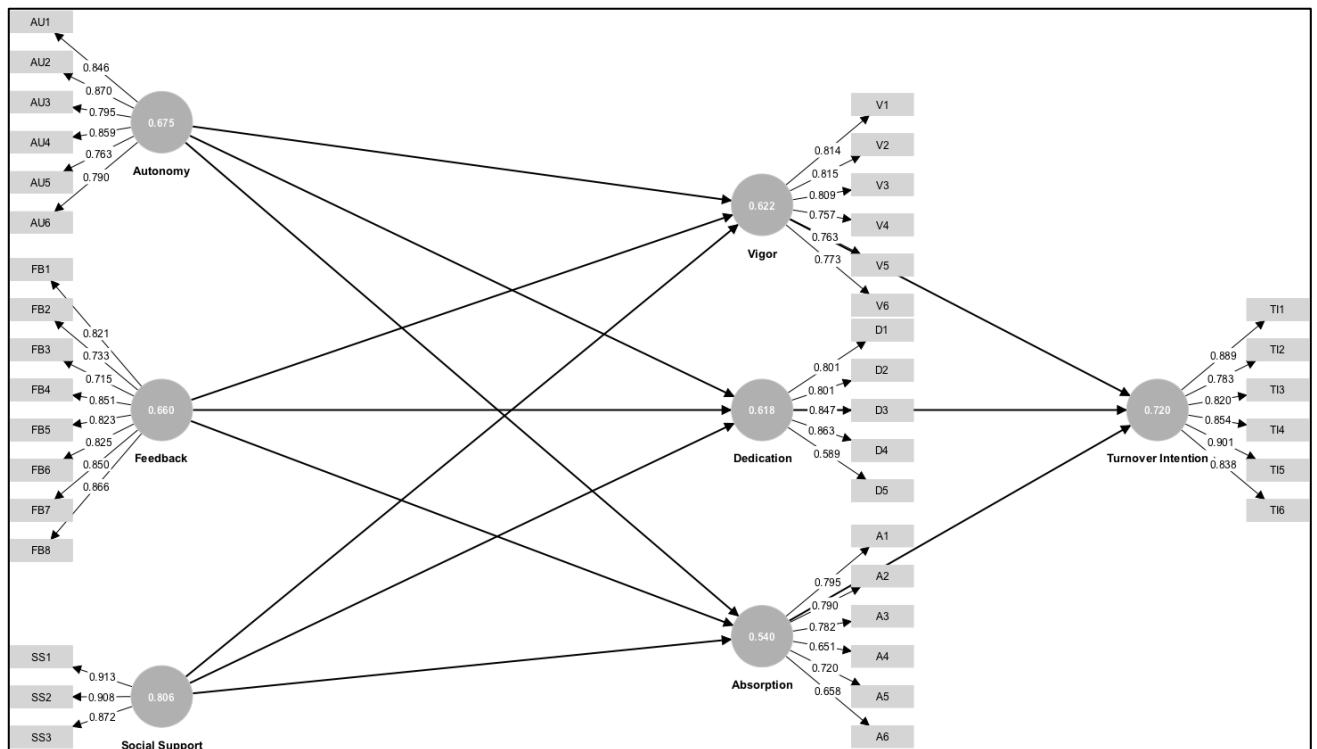 AU1
AU2
AU3
AU4
AU5
AU6
0.846
0.870
0.795
0.859
0.763
0.790
0.675
Autonomy
FB1
FB2
FB3
FB4
FB5
FB6
FB7
FB8
0.821
0.733
0.715
0.851
0.823
0.825
0.850
0.866
0.660
Feedback
SS1
SS2
SS3
0.913
0.908
0.872
0.806
Social Support
0.622
Vigor
0.814
0.815
0.809
0.757
0.763
0.773
V1
V2
V3
V4
V5
V6
0.618
Dedication
0.801
0.801
0.847
0.863
0.589
D1
D2
D3
D4
D5
0.540
Absorption
0.795
0.790
0.782
0.651
0.720
0.658
A1
A2
A3
A4
A5
A6
0.720
Turnover Intention
0.889
0.783
0.820
0.854
0.901
0.838
TI1
TI2
TI3
TI4
TI5
TI6